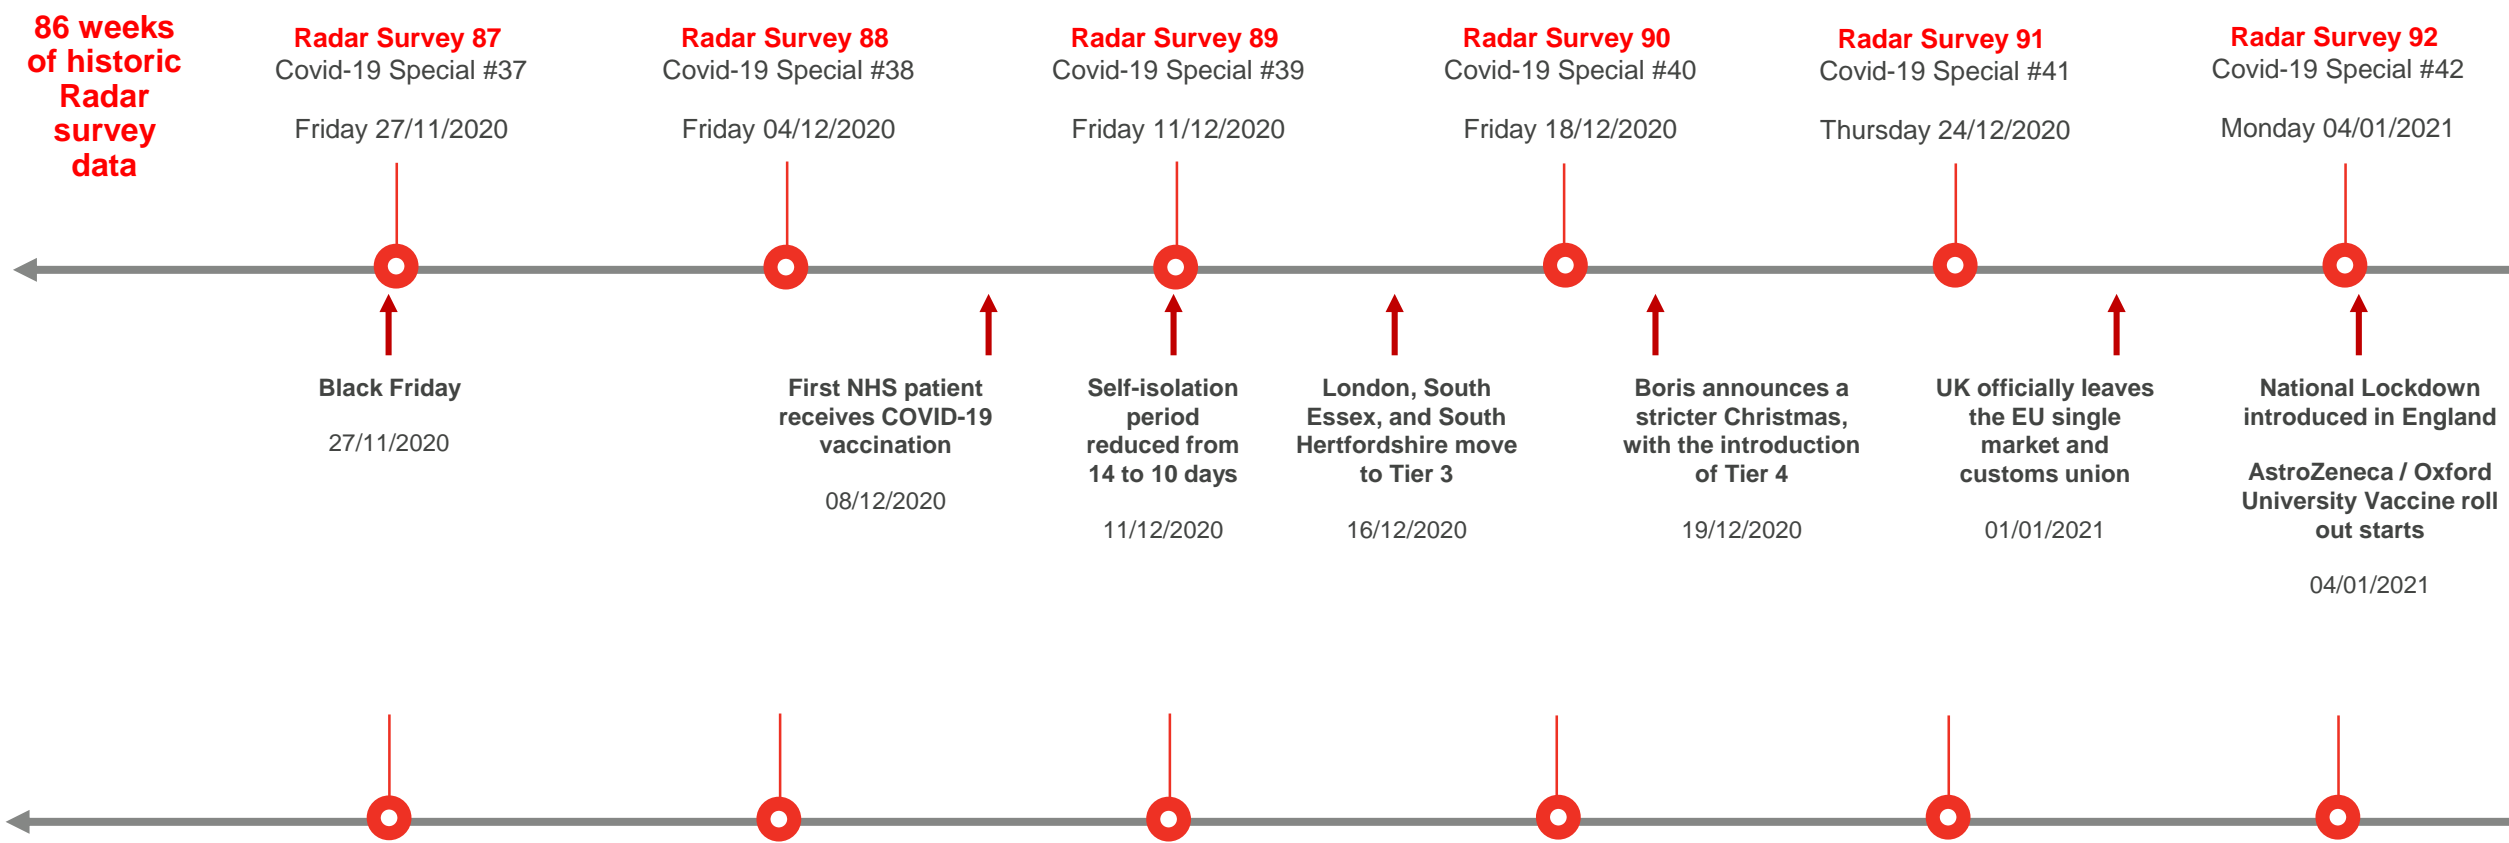 86 weeks
of historic
Radar
survey
data
Radar Survey 87
Covid-19 Special #37
Friday 27/11/2020
Radar Survey 88
Covid-19 Special #38
Friday 04/12/2020
Radar Survey 89
Covid-19 Special #39
Friday 11/12/2020
Radar Survey 90
Covid-19 Special #40
Friday 18/12/2020
Radar Survey 91
Covid-19 Special #41
Thursday 24/12/2020
Radar Survey 92
Covid-19 Special #42
Monday 04/01/2021
Black Friday
27/11/2020
First NHS patient
receives COVID-19
vaccination
08/12/2020
Self-isolation
period
reduced from
14 to 10 days
11/12/2020
London, South
Essex, and South
Hertfordshire move
to Tier 3
16/12/2020
Boris announces a
stricter Christmas,
with the introduction
of Tier 4
19/12/2020
UK officially leaves
the EU single
market and
customs union
01/01/2021
National Lockdown
introduced in England
AstroZeneca / Oxford
University Vaccine roll
out starts
04/01/2021